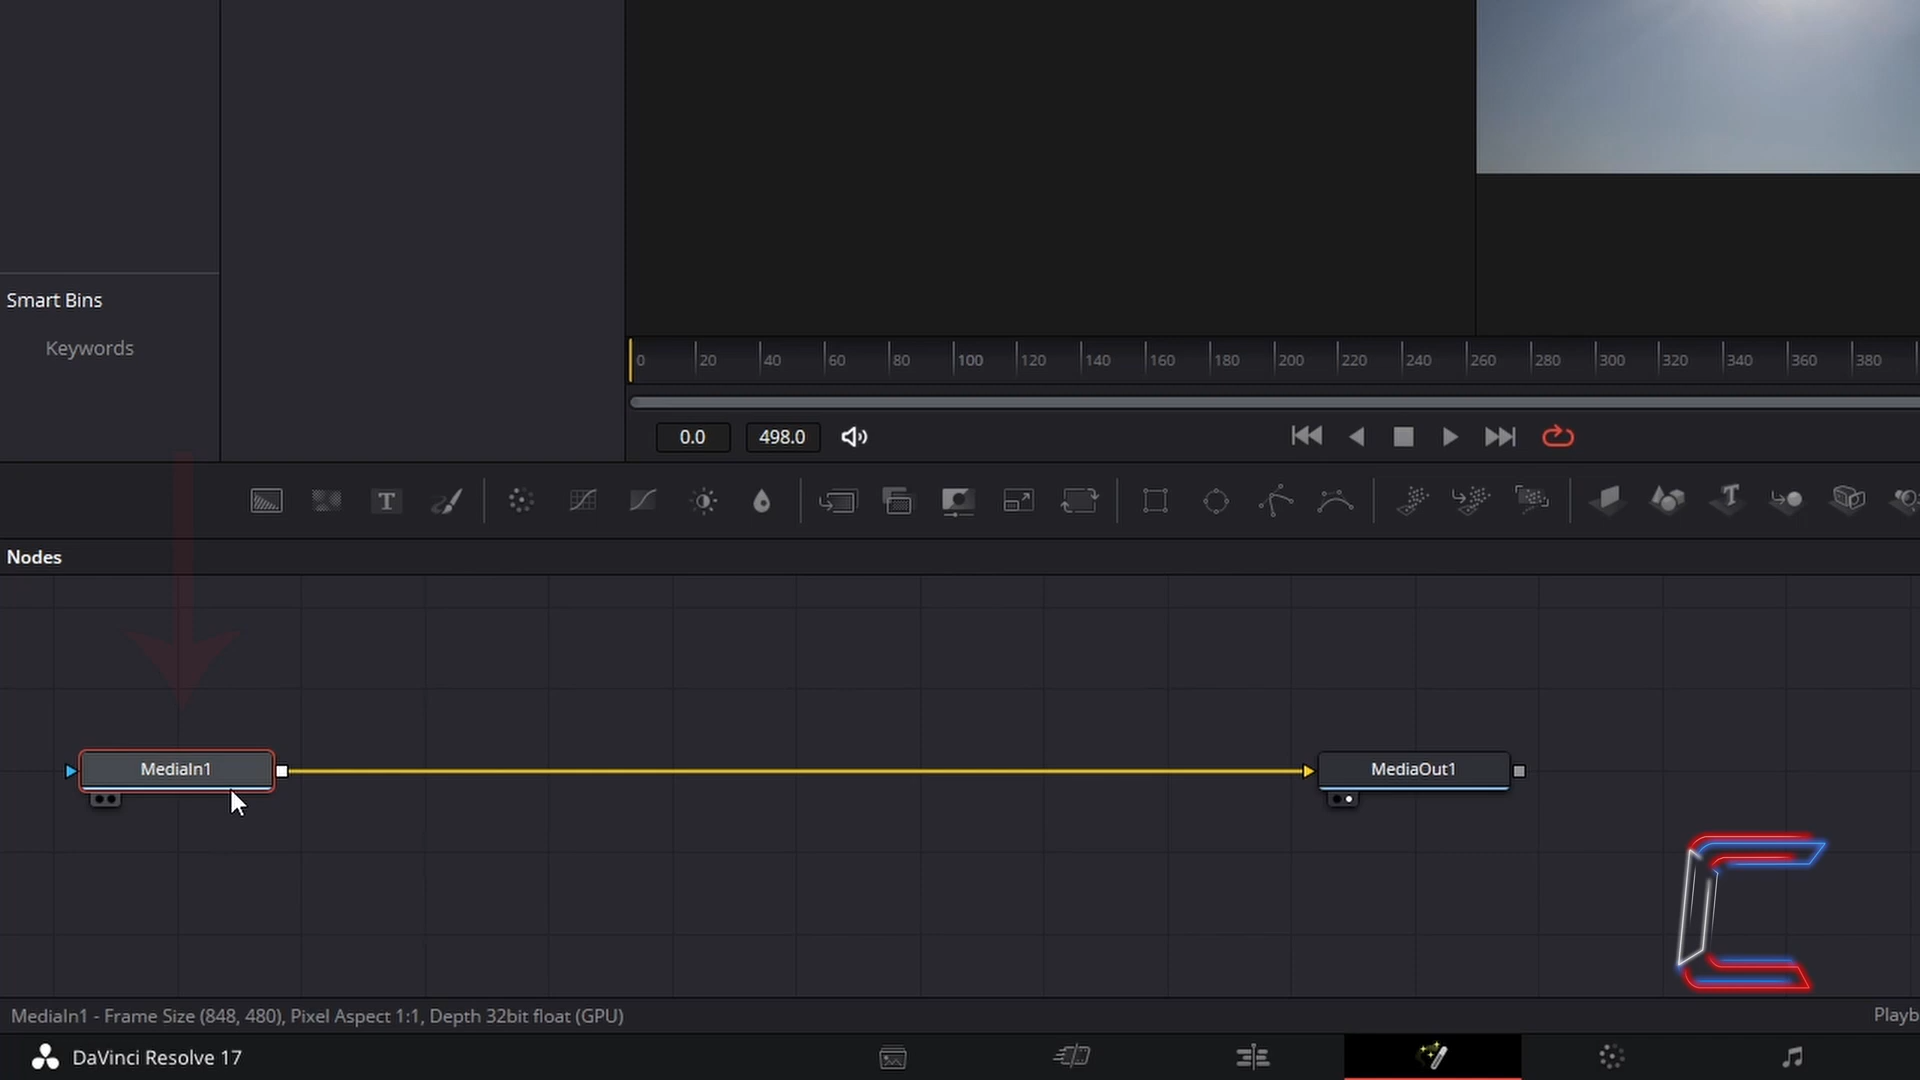 Smart Bins
Keywords
0 20 40 60 80 100 120 140 160 180 200 220 240 260 280 300 320 340 360 380
0.0 498.0
T T
Nodes
MediaIn1
MediaOut1
MediaIn1 - Frame Size (848, 480), Pixel Aspect 1:1, Depth 32bit float (GPU)
Playb
DaVinci Resolve 17